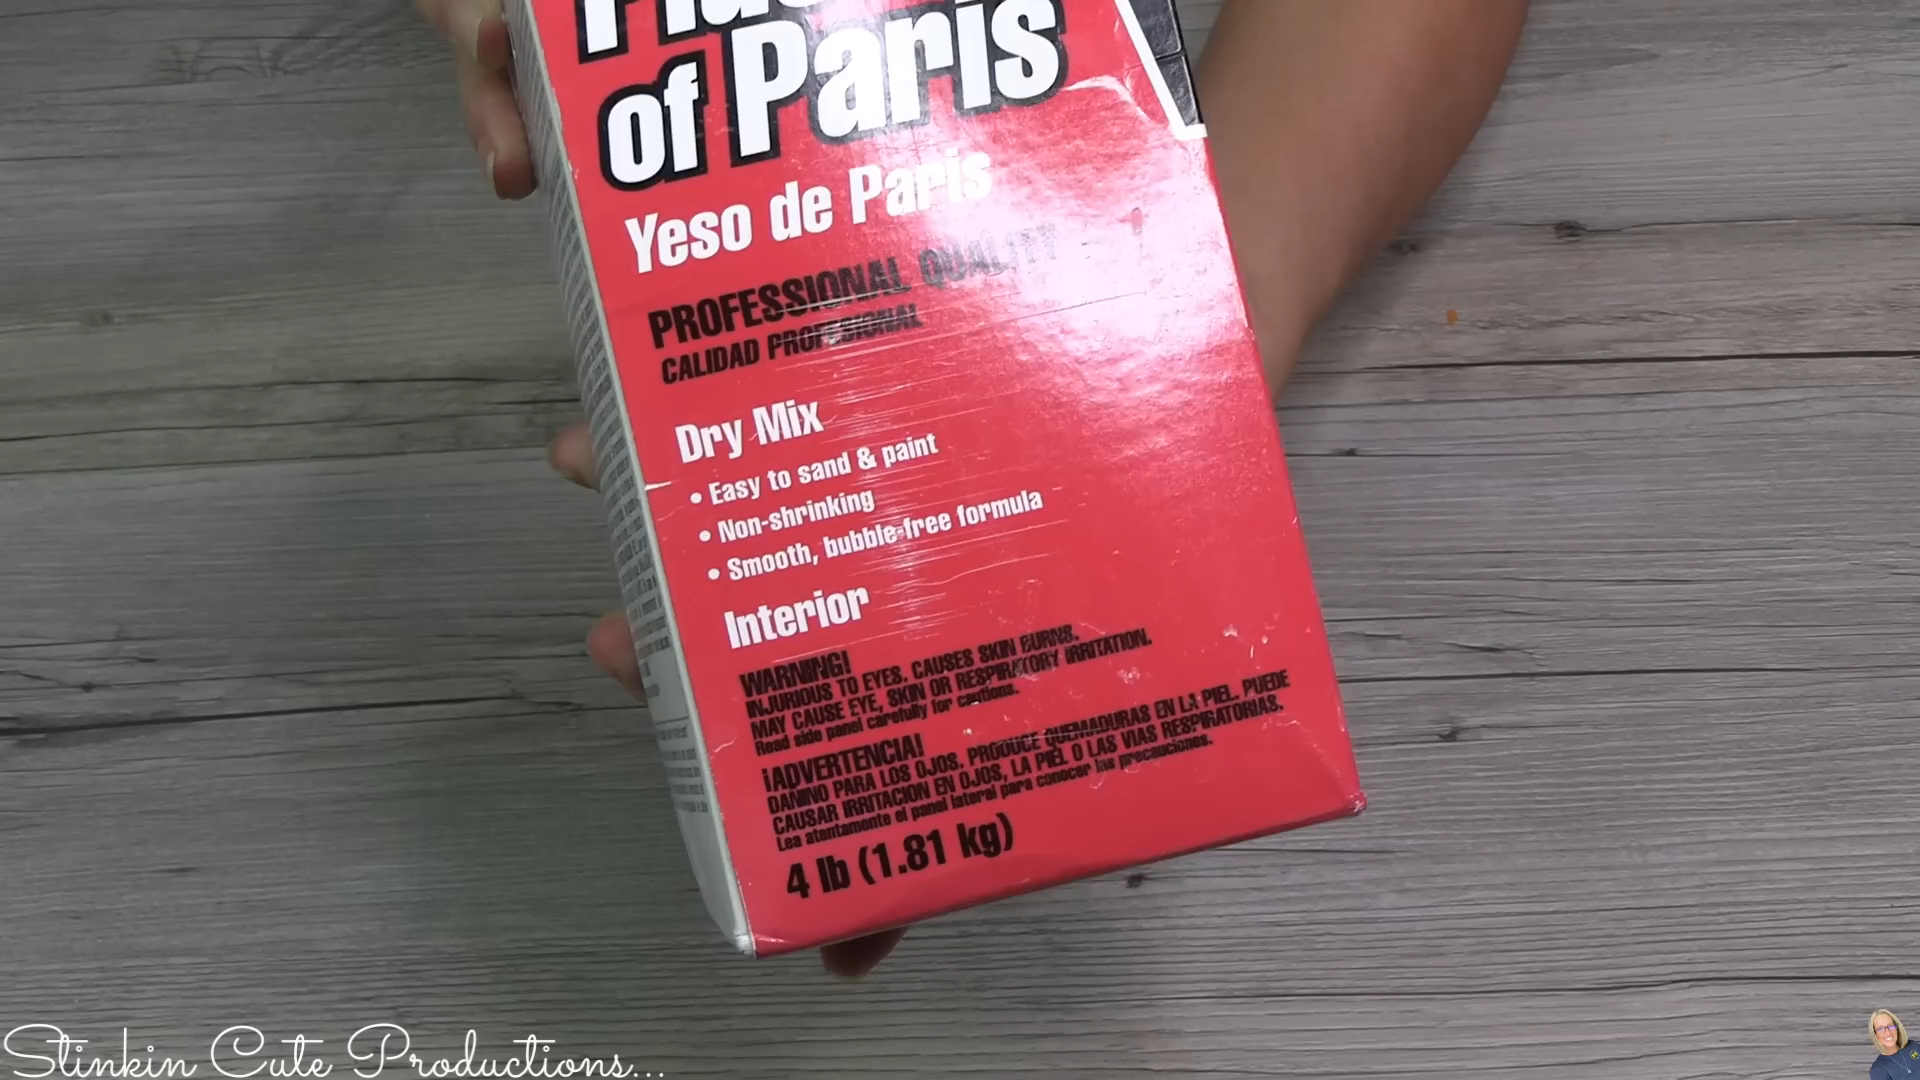 of Paris
Yeso de Paris
PROFESSIONAL QUALITY
CALIDAD PROFESIONAL
Dry Mix
• Easy to sand & paint
• Non-shrinking
• Smooth, bubble-free formula
Interior
WARNING!
INJURIOUS TO EYES. CAUSES SKIN BURNS.
MAY CAUSE EYE, SKIN OR RESPIRATORY IRRITATION.
Read side panel carefully for cautions.
¡ADVERTENCIA!
DAÑINO PARA LOS OJOS. PRODUCE QUEMADURAS EN LA PIEL. PUEDE
CAUSAR IRRITACION EN OJOS, LA PIEL O LAS VIAS RESPIRATORIAS.
Lea atentamente el panel lateral para conocer las precauciones.
4 lb (1.81 kg)
Stinkin Cute Productions...